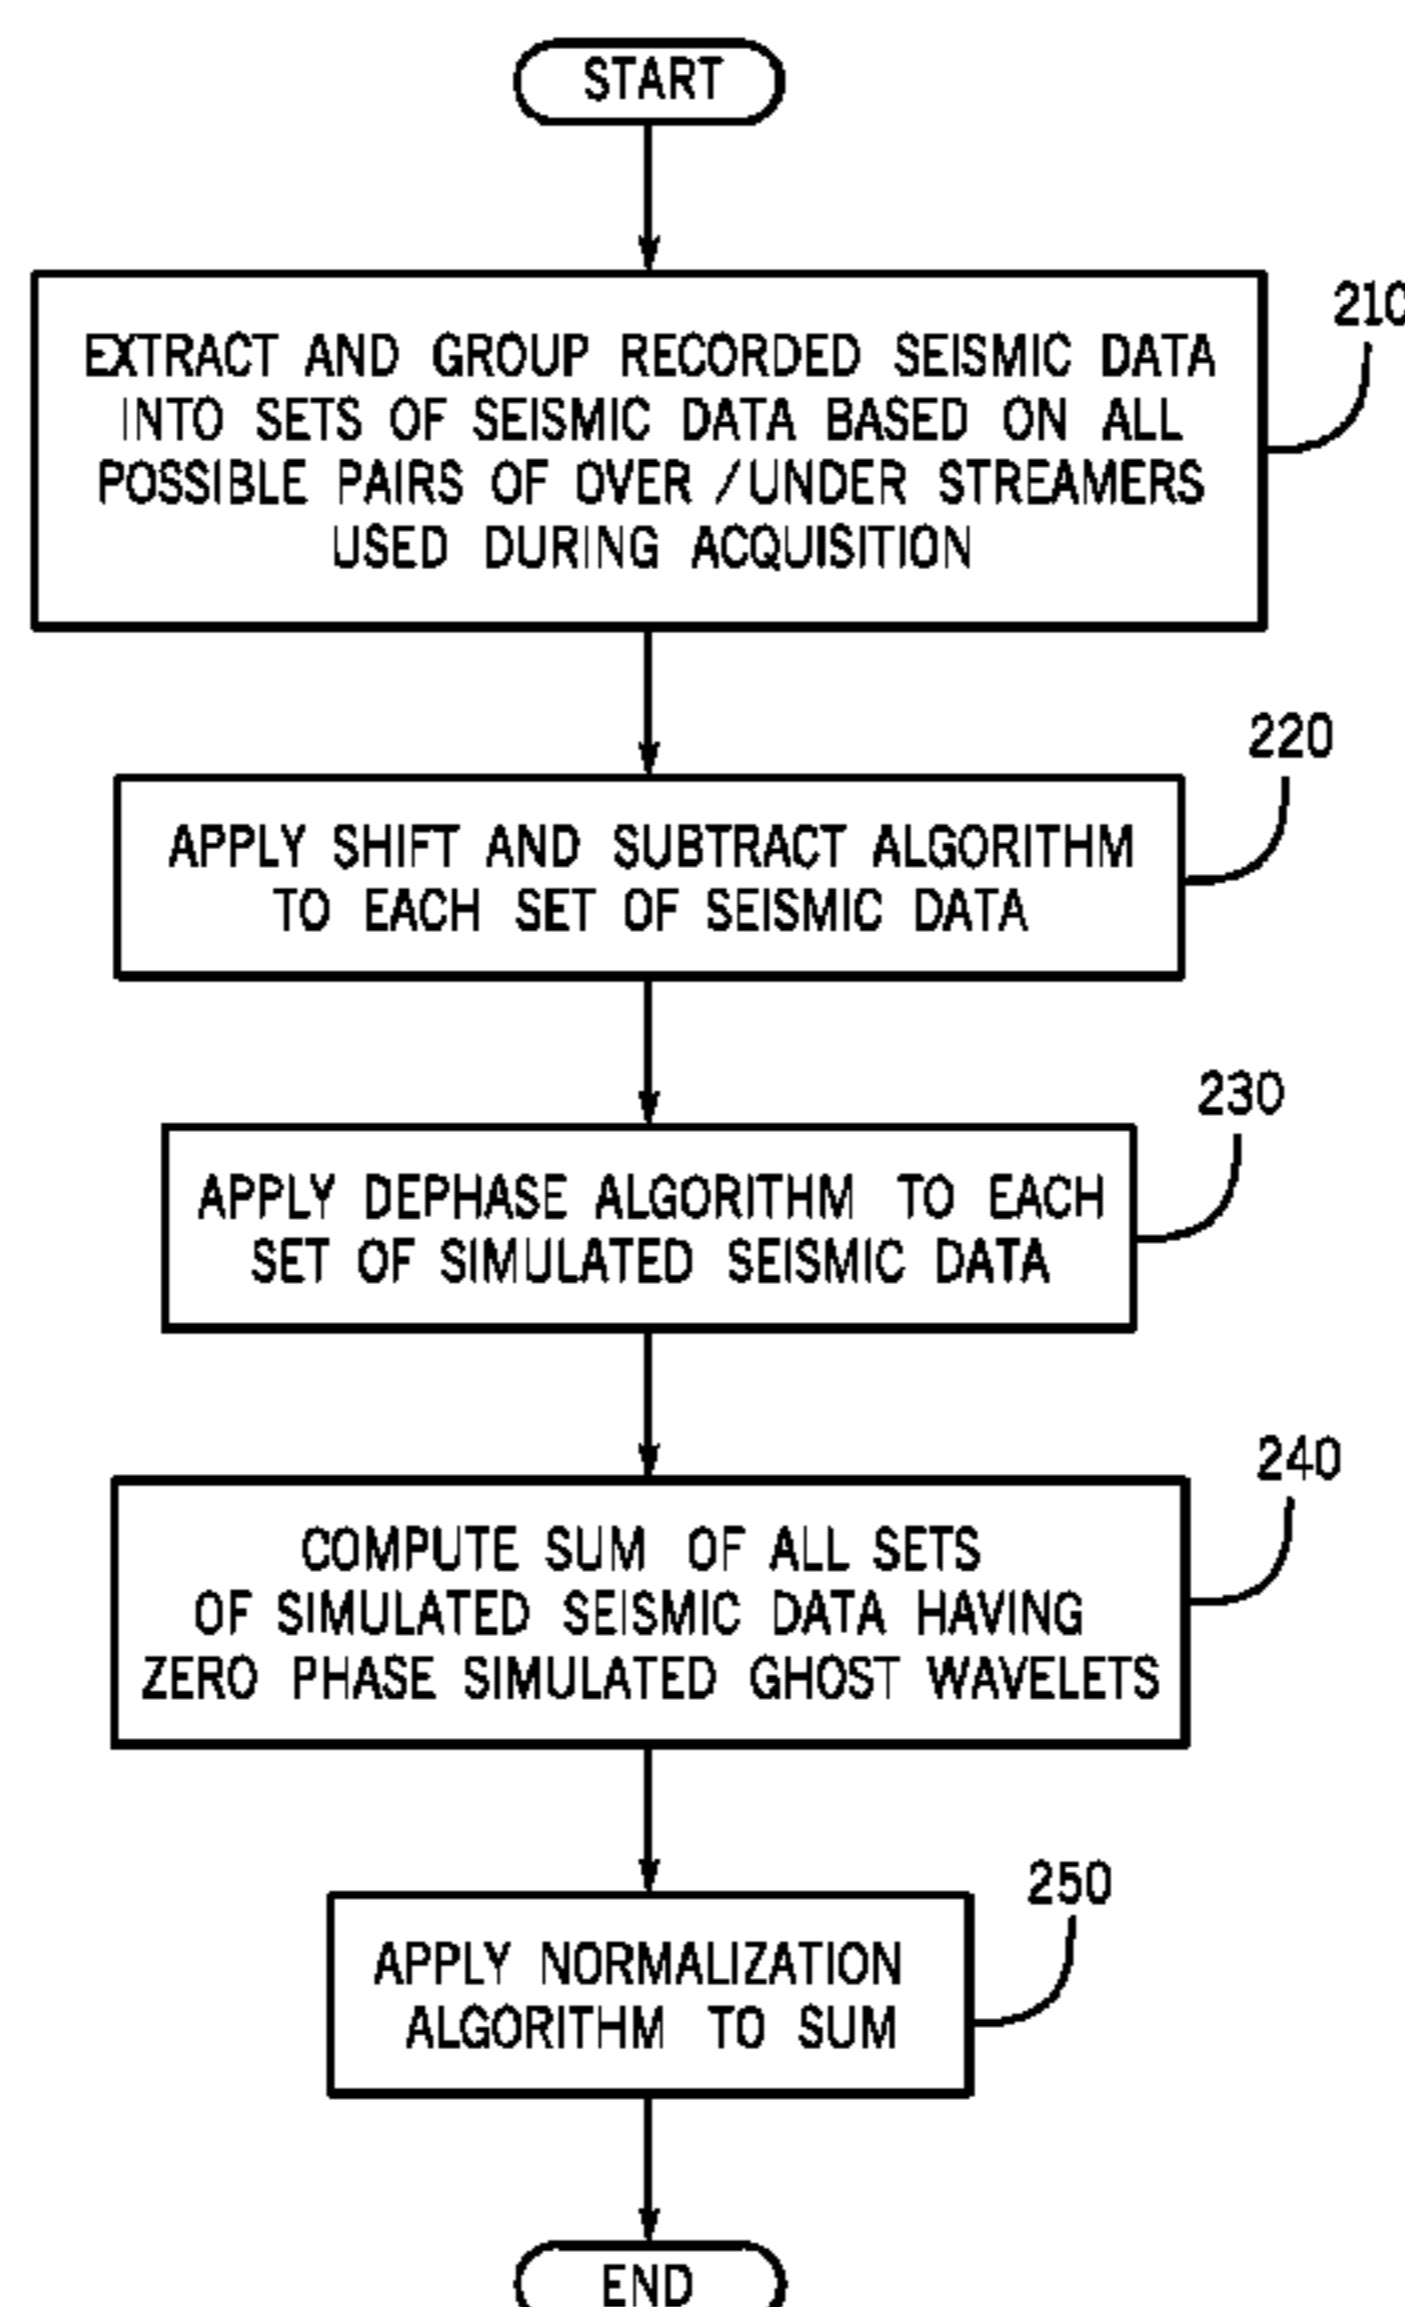 START
210
EXTRACT AND GROUP RECORDED SEISMIC DATA
INTO SETS OF SEISMIC DATA BASED ON ALL
POSSIBLE PAIRS OF OVER /UNDER STREAMERS
USED DURING ACQUISITION
220
APPLY SHIFT AND SUBTRACT ALGORITHM
TO EACH SET OF SEISMIC DATA
230
APPLY DEPHASE ALGORITHM TO EACH
SET OF SIMULATED SEISMIC DATA
240
COMPUTE SUM OF ALL SETS
OF SIMULATED SEISMIC DATA HAVING
ZERO PHASE SIMULATED GHOST WAVELETS
250
APPLY NORMALIZATION
ALGORITHM TO SUM
END